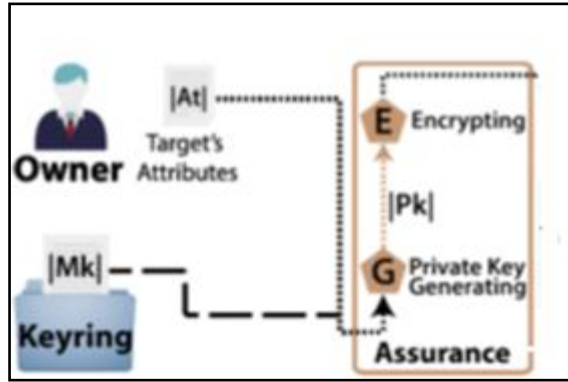 |At|
Target's
Attributes
Owner
|Mk|
Keyring
E Encrypting
|Pk|
G Private Key
Generating
Assurance